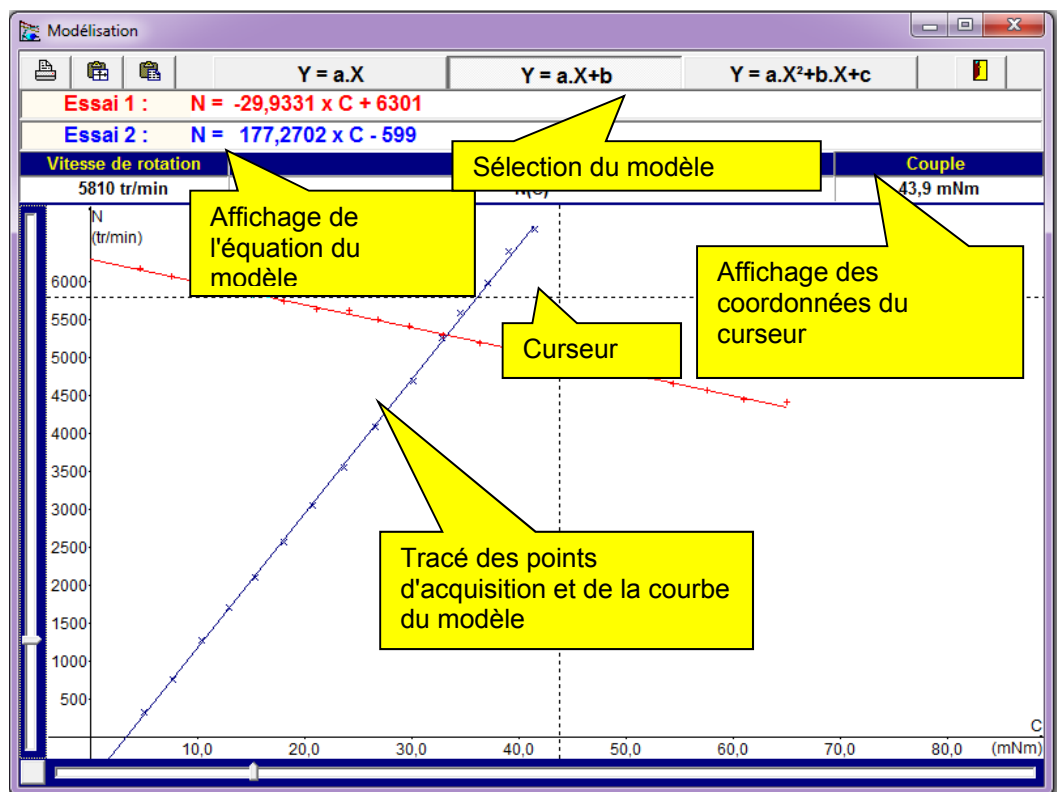 Modélisation
Y = a.X
Y = a.X+b
Y = a.X²+b.X+c
Essai 1 : N = -29,9331 x C + 6301
Essai 2 : N = 177,2702 x C - 599
Sélection du modèle
Vitesse de rotation
Couple
5810 tr/min
43,9 mNm
Affichage de
l'équation du
modèle
N
(tr/min)
Affichage des
coordonnées du
curseur
Curseur
6000
5500
5000
4500
4000
3500
3000
2500
2000
1500
1000
500
Tracé des points
d'acquisition et de la courbe
du modèle
C
10,0 20,0 30,0 40,0 50,0 60,0 70,0 80,0 (mNm)